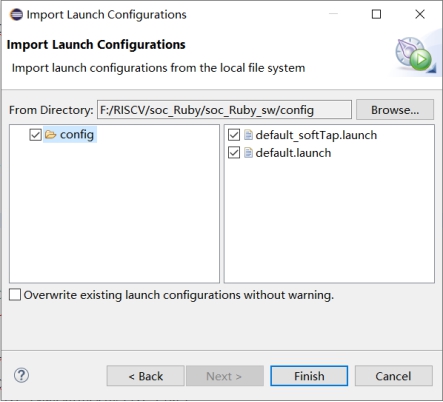 Import Launch Configurations
Import Launch Configurations
Import launch configurations from the local file system
From Directory: F:/RISCV/soc_Ruby/soc_Ruby_sw/config Browse...
config
default_softTap.launch
default.launch
Overwrite existing launch configurations without warning.
? < Back Next > Finish Cancel